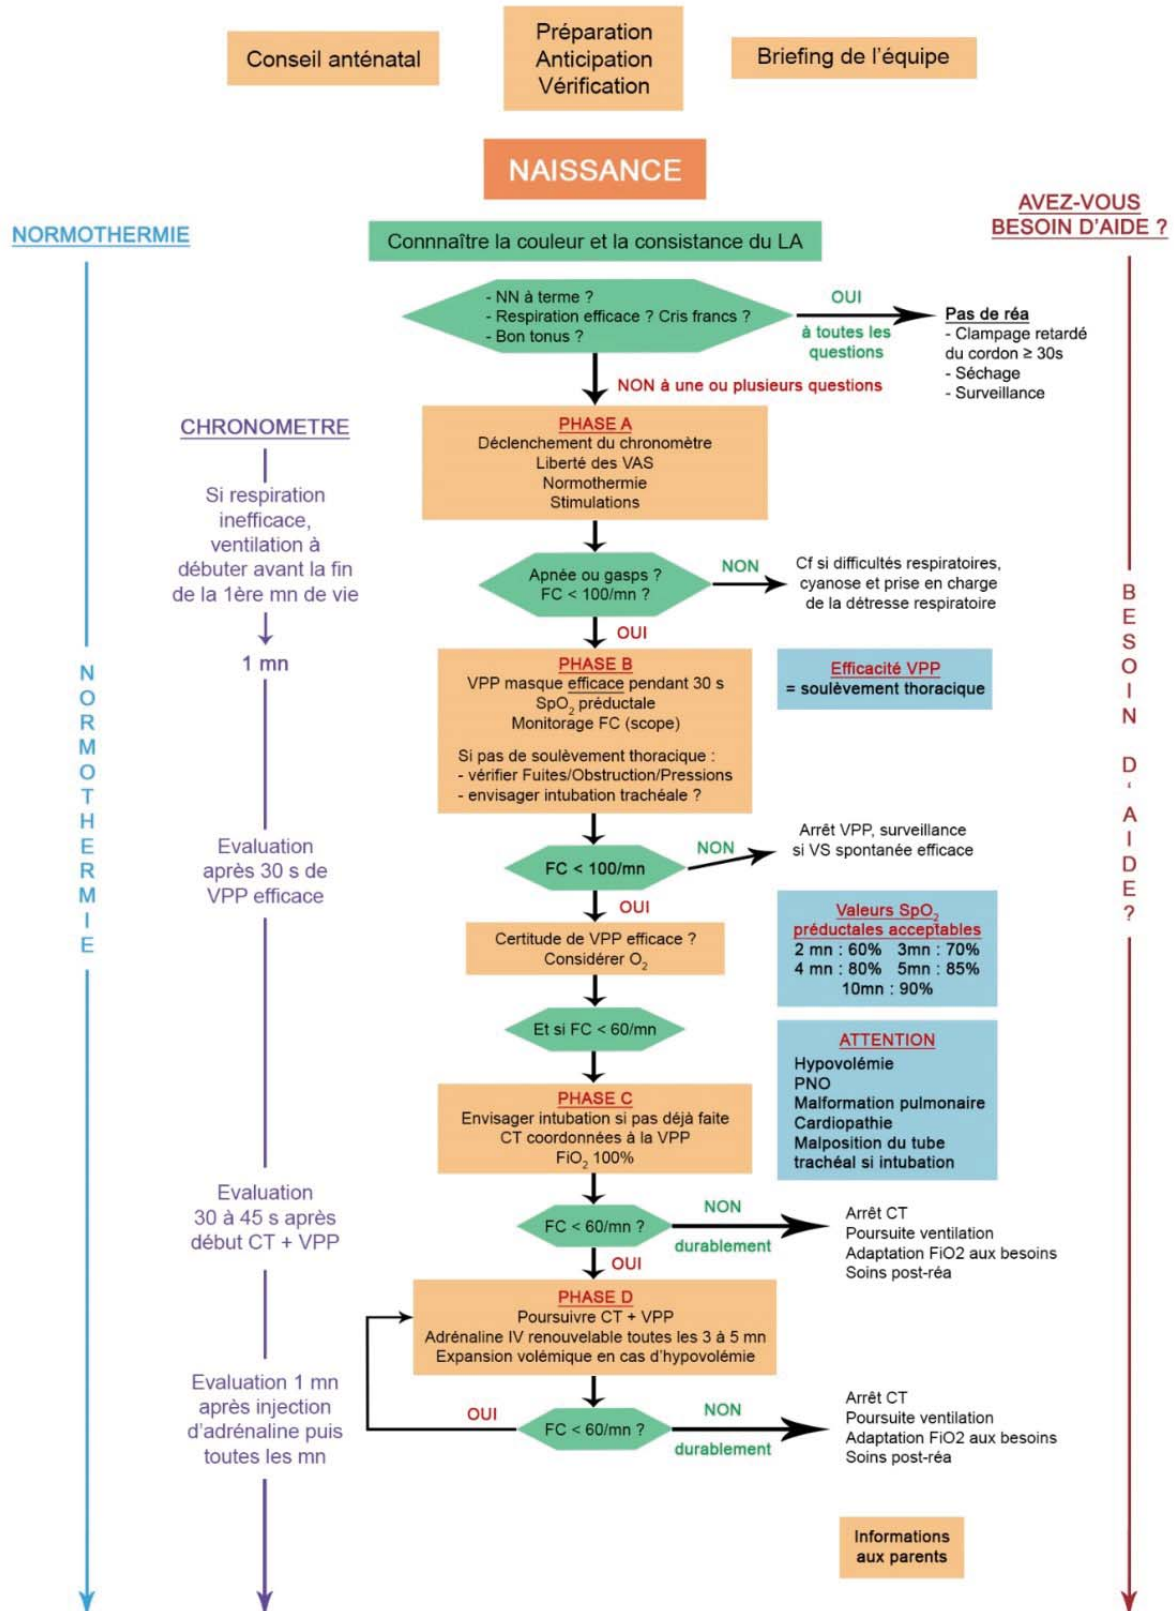 Conseil anténatal
Préparation
Anticipation
Vérification
Briefing de l'équipe
NAISSANCE
NORMOTHERMIE
AVEZ-VOUS
BESOIN D'AIDE ?
Connnaître la couleur et la consistance du LA
- NN à terme ?
- Respiration efficace ? Cris francs ?
- Bon tonus ?
OUI
à toutes les
questions
Pas de réa
- Clampage retardé
du cordon ≥ 30s
- Séchage
- Surveillance
NON à une ou plusieurs questions
CHRONOMETRE
Si respiration
inefficace,
ventilation à
débuter avant la fin
de la 1ère mn de vie
1 mn
PHASE A
Déclenchement du chronomètre
Liberté des VAS
Normothermie
Stimulations
Apnée ou gasps ?
FC < 100/mn ?
NON
Cf si difficultés respiratoires,
cyanose et prise en charge
de la détresse respiratoire
OUI
PHASE B
VPP masque efficace pendant 30 s
SpO₂ préductale
Monitorage FC (scope)
Si pas de soulèvement thoracique :
- vérifier Fuites/Obstruction/Pressions
- envisager intubation trachéale ?
Efficacité VPP
= soulèvement thoracique
NORMOTHERMIE
BESOIN D'AIDE?
Evaluation
après 30 s de
VPP efficace
FC < 100/mn
NON
Arrêt VPP, surveillance
si VS spontanée efficace
OUI
Certitude de VPP efficace ?
Considérer O₂
Valeurs SpO₂
préductales acceptables
2 mn : 60% 3mn : 70%
4 mn : 80% 5mn : 85%
10mn : 90%
Et si FC < 60/mn
ATTENTION
Hypovolémie
PNO
Malformation pulmonaire
Cardiopathie
Malposition du tube
trachéal si intubation
PHASE C
Envisager intubation si pas déjà faite
CT coordonnées à la VPP
FiO₂ 100%
Evaluation
30 à 45 s après
début CT + VPP
FC < 60/mn ?
NON
durablement
Arrêt CT
Poursuite ventilation
Adaptation FiO2 aux besoins
Soins post-réa
OUI
PHASE D
Poursuivre CT + VPP
Adrénaline IV renouvelable toutes les 3 à 5 mn
Expansion volémique en cas d'hypovolémie
Evaluation 1 mn
après injection
d'adrénaline puis
toutes les mn
OUI
FC < 60/mn ?
NON
durablement
Arrêt CT
Poursuite ventilation
Adaptation FiO2 aux besoins
Soins post-réa
Informations
aux parents